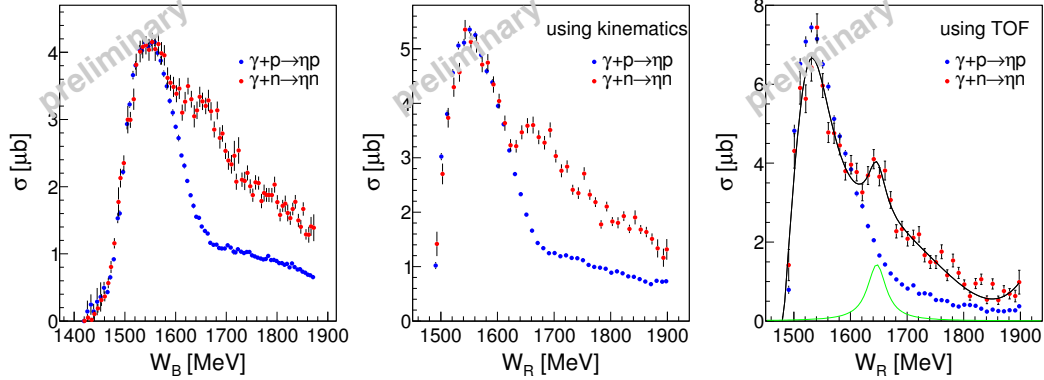 preliminary
γ+p→ηp
γ+n→ηn
σ [μb]
0
1
2
3
4
1400 1500 1600 1700 1800 1900
W_B [MeV]
preliminary
using kinematics
γ+p→ηp
γ+n→ηn
σ [μb]
0
1
2
3
4
5
1500 1600 1700 1800 1900
W_R [MeV]
preliminary
using TOF
γ+p→ηp
γ+n→ηn
σ [μb]
0
2
4
6
8
1500 1600 1700 1800 1900
W_R [MeV]